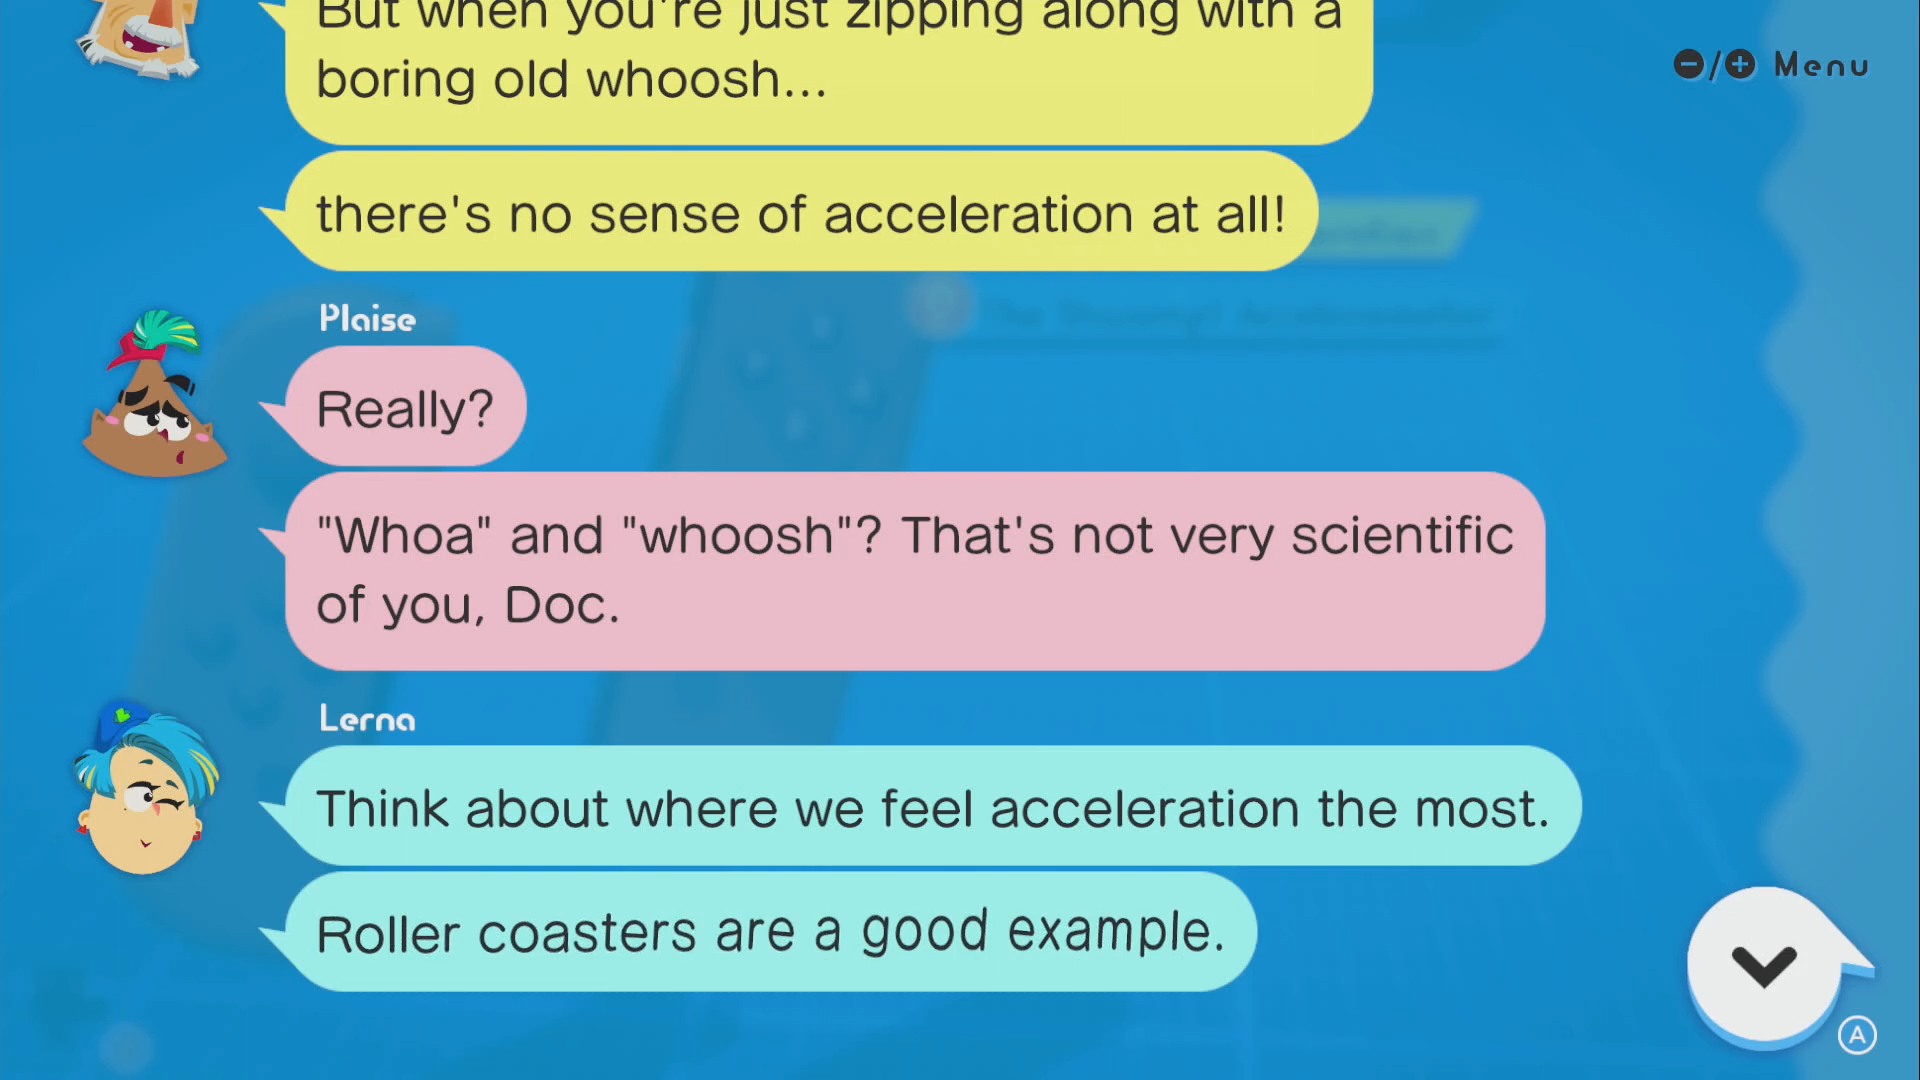 But when you're just zipping along with a
boring old whoosh...
there's no sense of acceleration at all!
Plaise
Really?
"Whoa" and "whoosh"? That's not very scientific
of you, Doc.
Lerna
Think about where we feel acceleration the most.
Roller coasters are a good example.
−/+ Menu
A